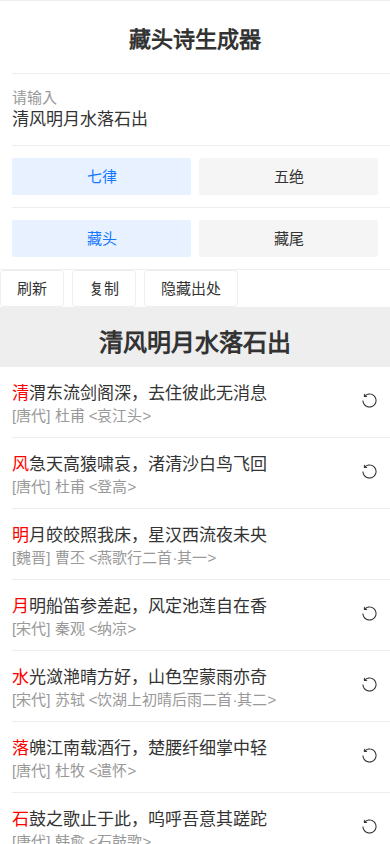 藏头诗生成器
请输入
清风明月水落石出
七律 五绝
藏头 藏尾
刷新 复制 隐藏出处
清风明月水落石出
清渭东流剑阁深，去住彼此无消息
[唐代] 杜甫 <哀江头>
风急天高猿啸哀，渚清沙白鸟飞回
[唐代] 杜甫 <登高>
明月皎皎照我床，星汉西流夜未央
[魏晋] 曹丕 <燕歌行二首·其一>
月明船笛参差起，风定池莲自在香
[宋代] 秦观 <纳凉>
水光潋滟晴方好，山色空蒙雨亦奇
[宋代] 苏轼 <饮湖上初晴后雨二首·其二>
落魄江南载酒行，楚腰纤细掌中轻
[唐代] 杜牧 <遣怀>
石鼓之歌止于此，呜呼吾意其蹉跎
[唐代] 韩愈 <石鼓歌>